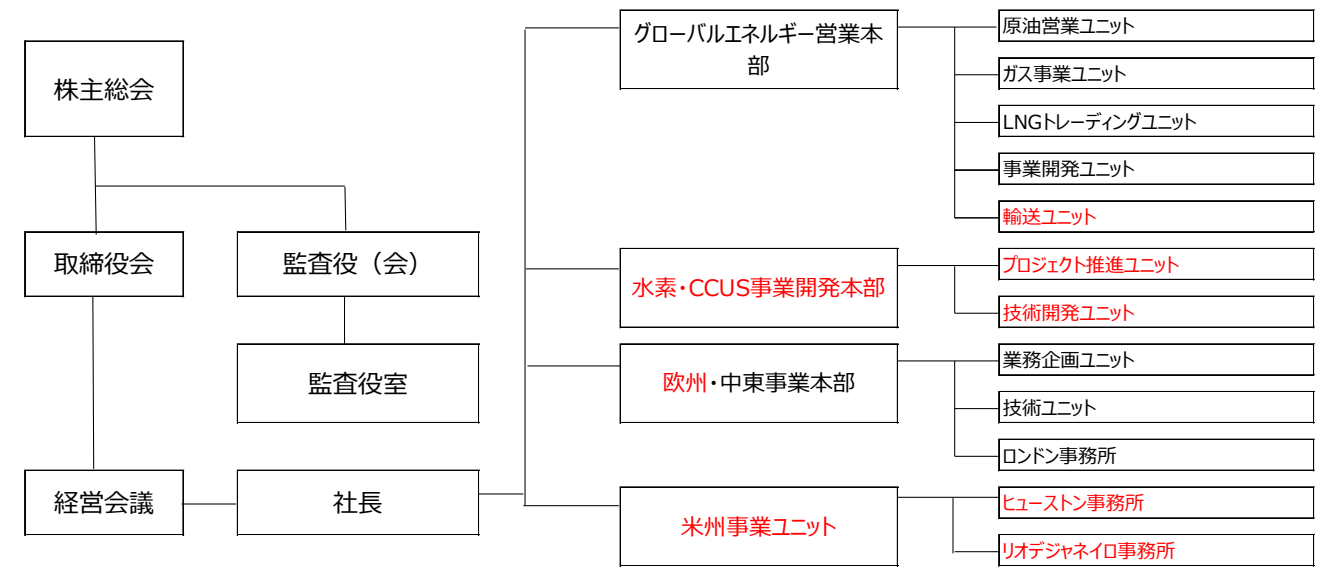 株主総会
取締役会
監査役（会）
監査役室
経営会議
社長
グローバルエネルギー営業本
部
原油営業ユニット
ガス事業ユニット
LNGトレーディングユニット
事業開発ユニット
輸送ユニット
水素・CCUS事業開発本部
プロジェクト推進ユニット
技術開発ユニット
欧州・中東事業本部
業務企画ユニット
技術ユニット
ロンドン事務所
米州事業ユニット
ヒューストン事務所
リオデジャネイロ事務所